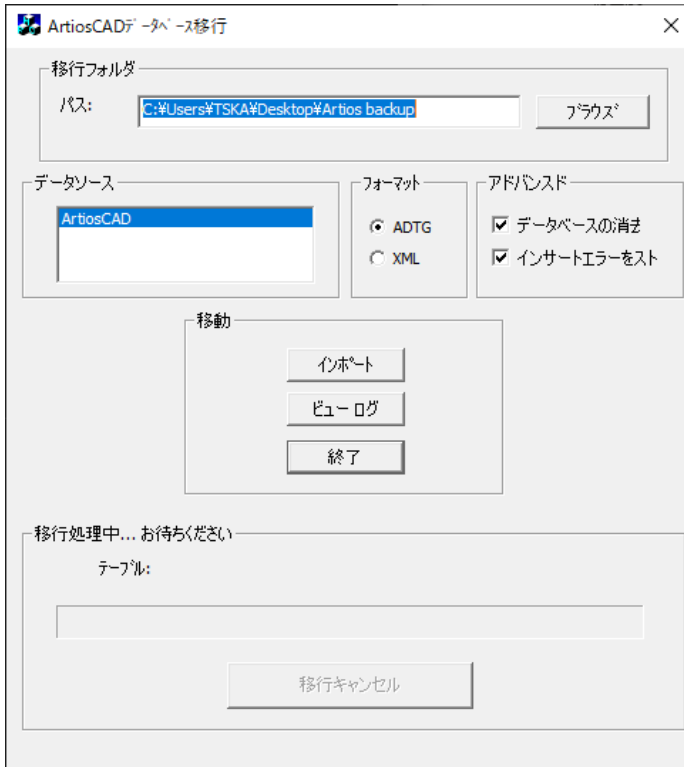 ArtiosCADﾃﾞｰﾀﾍﾞｰｽ移行
移行フォルダ
パス:
C:¥Users¥TSKA¥Desktop¥Artios backup
ﾌﾞﾗｳｽﾞ
データソース
ArtiosCAD
ﾌｫｰﾏｯﾄ
ADTG
XML
アドバンスド
データベースの消
インサートエラーをスト
移動
ｲﾝﾎﾟｰﾄ
ビュー ログ
終了
移行処理中... お待ちください
ﾃｰﾌﾞﾙ:
移行キャンセル